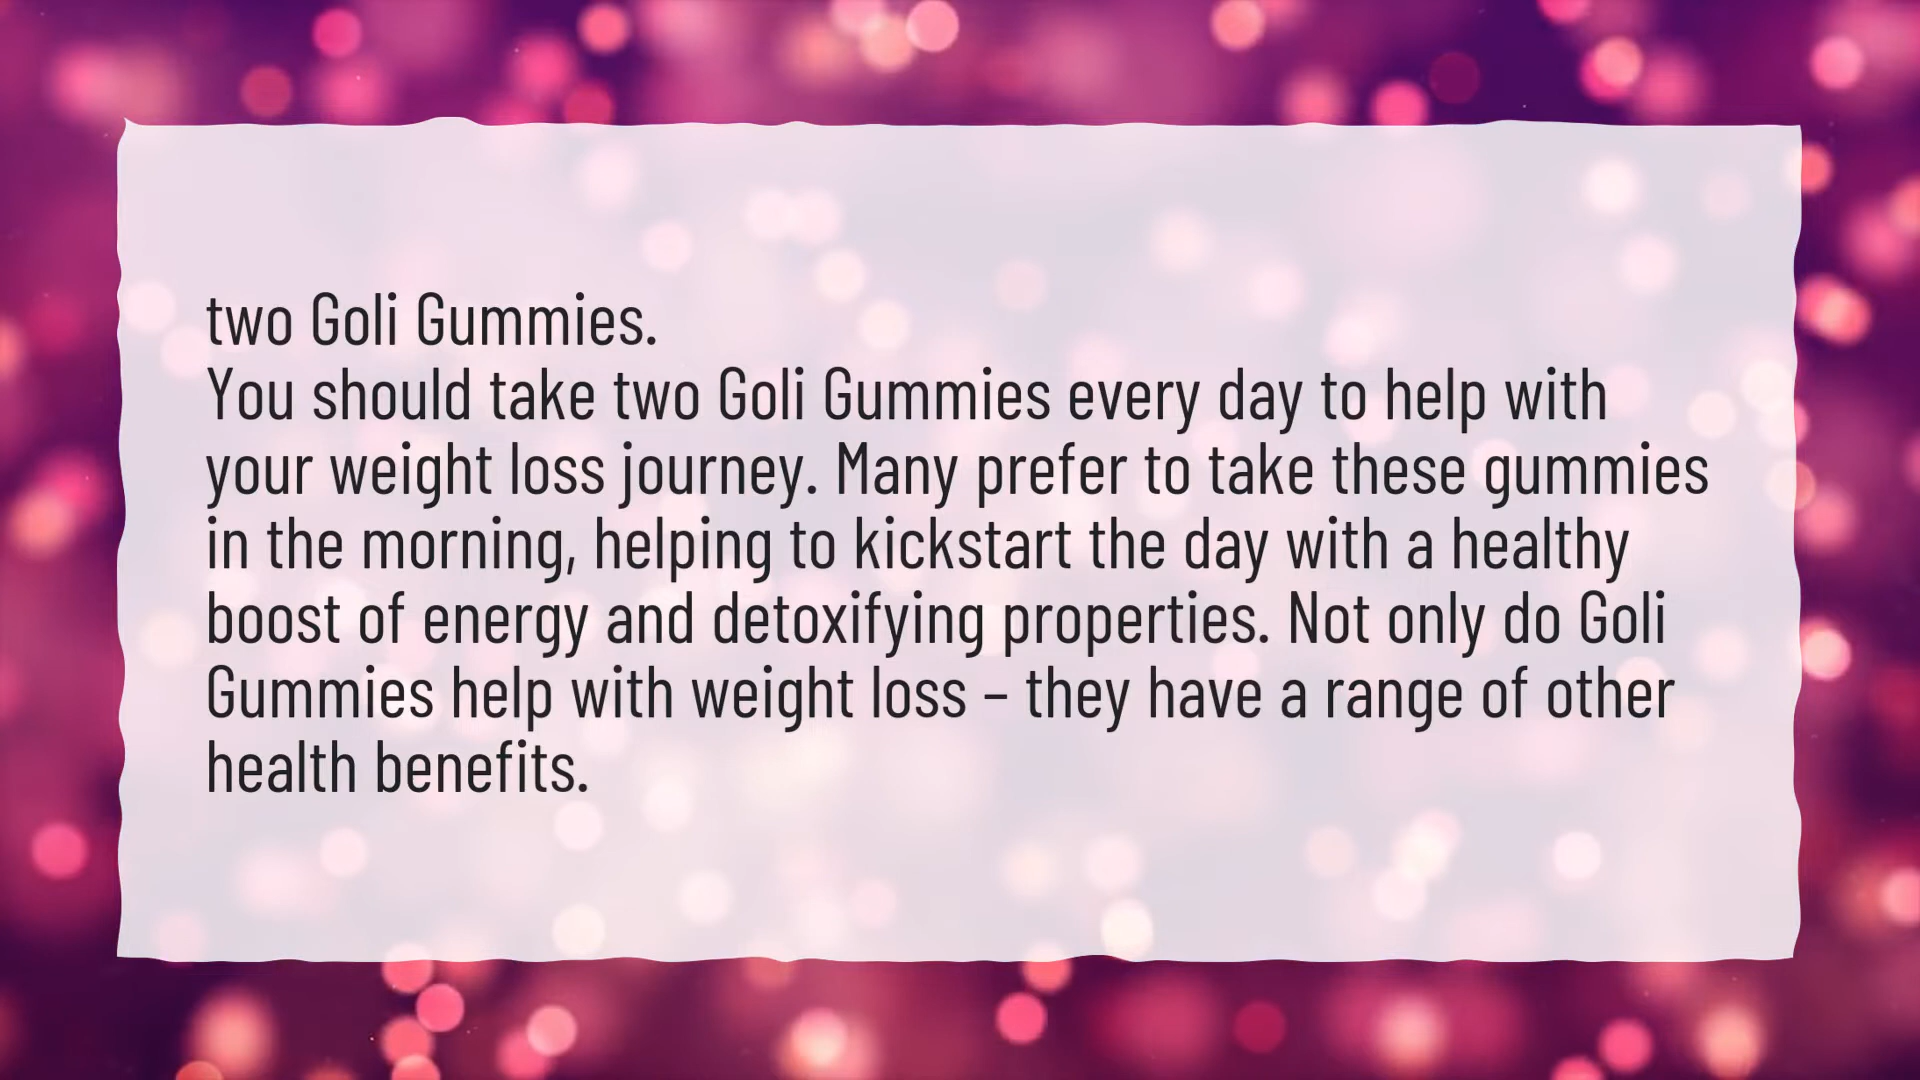 two Goli Gummies.
You should take two Goli Gummies every day to help with
your weight loss journey. Many prefer to take these gummies
in the morning, helping to kickstart the day with a healthy
boost of energy and detoxifying properties. Not only do Goli
Gummies help with weight loss – they have a range of other
health benefits.